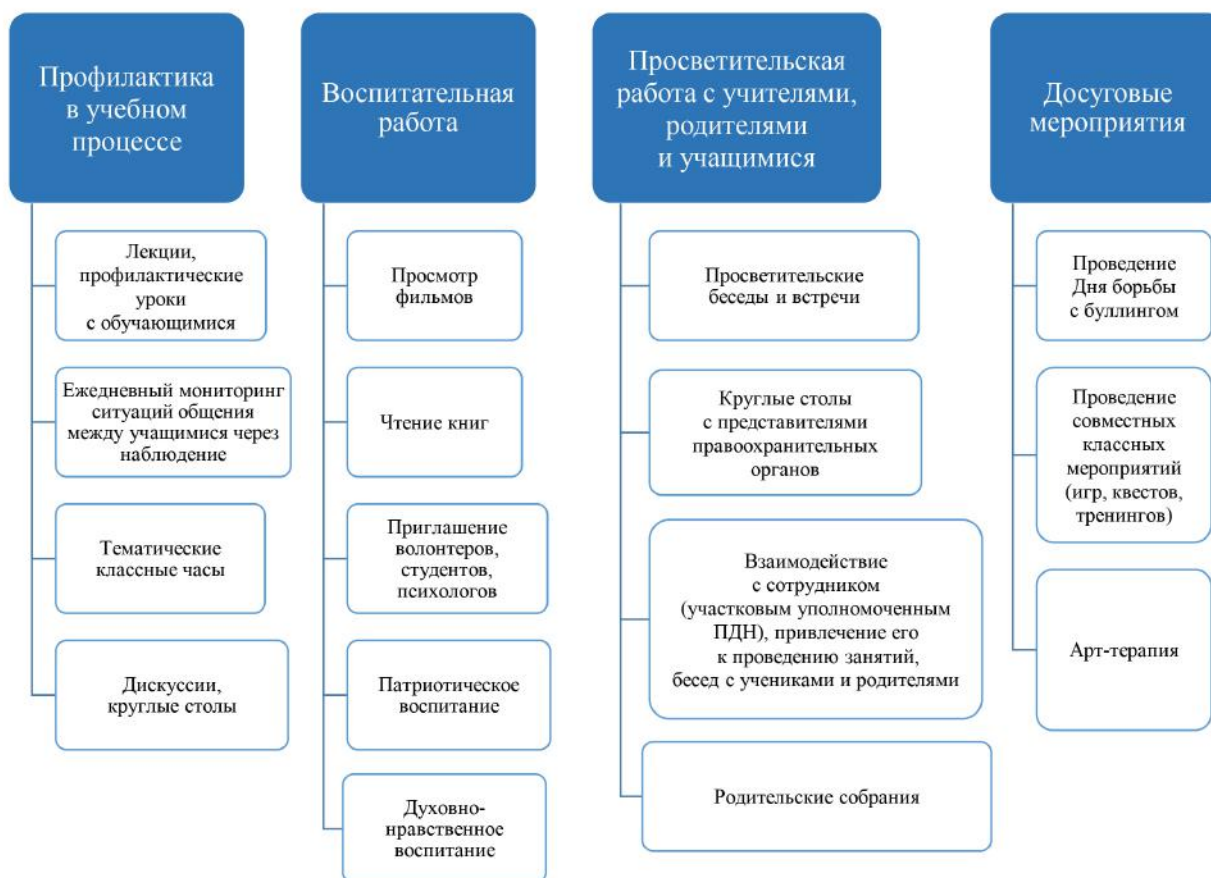 Профилактика
в учебном
процессе
Лекции,
профилактические
уроки
с обучающимися
Ежедневный мониторинг
ситуаций общения
между учащимися через
наблюдение
Тематические
классные часы
Дискуссии,
круглые столы
Воспитательная
работа
Просмотр
фильмов
Чтение книг
Приглашение
волонтеров,
студентов,
психологов
Патриотическое
воспитание
Духовно-
нравственное
воспитание
Просветительская
работа с учителями,
родителями
и учащимися
Просветительские
беседы и встречи
Круглые столы
с представителями
правоохранительных
органов
Взаимодействие
с сотрудником
(участковым уполномоченным
ПДН), привлечение его
к проведению занятий,
бесед с учениками и родителями
Родительские собрания
Досуговые
мероприятия
Проведение
Дня борьбы
с буллингом
Проведение
совместных
классных
мероприятий
(игр, квестов,
тренингов)
Арт-терапия